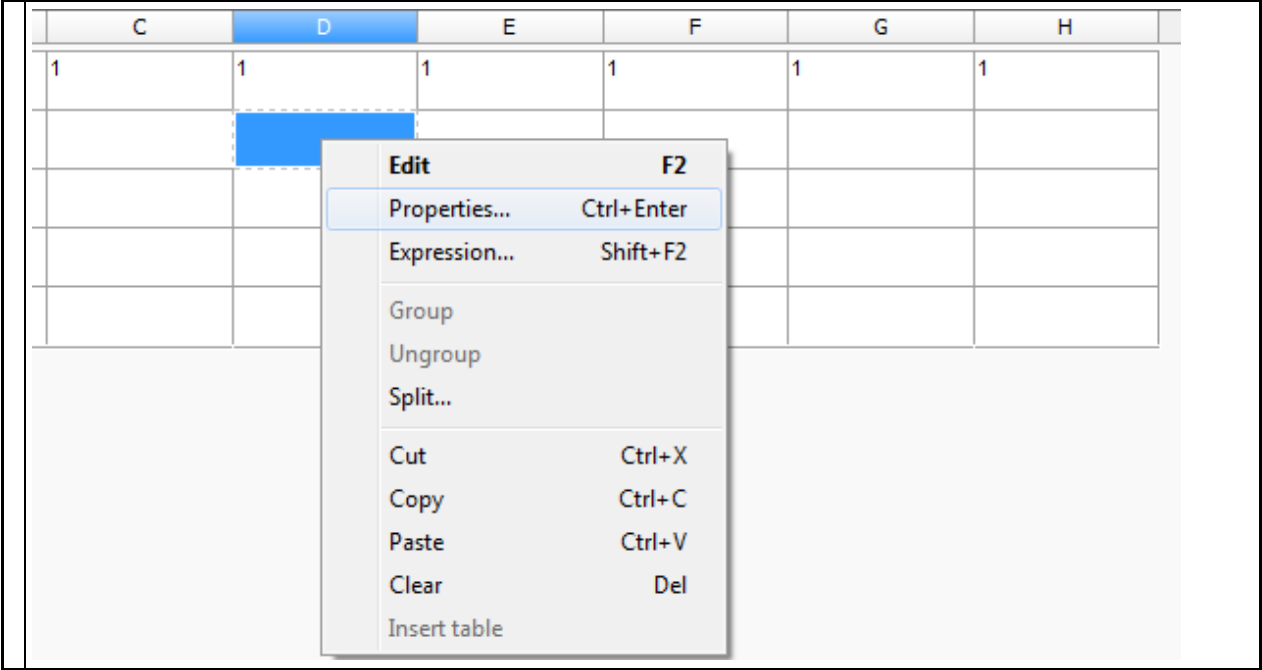 C D E F G H
1 1 1 1 1 1
Edit F2
Properties... Ctrl+Enter
Expression... Shift+F2
Group
Ungroup
Split...
Cut Ctrl+X
Copy Ctrl+C
Paste Ctrl+V
Clear Del
Insert table